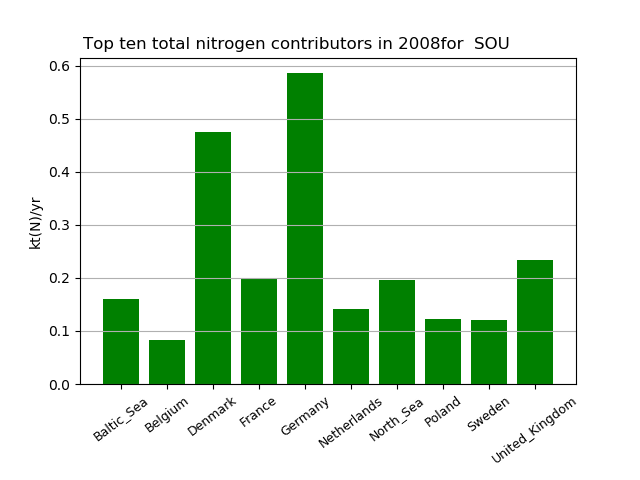 Top ten total nitrogen contributors in 2008for  SOU
kt(N)/yr
0.6
0.5
0.4
0.3
0.2
0.1
0.0
Baltic_Sea
Belgium
Denmark
France
Germany
Netherlands
North_Sea
Poland
Sweden
United_Kingdom